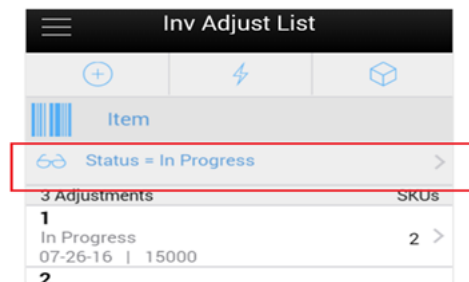 Inv Adjust List
Item
Status = In Progress
3 Adjustments SKUs
1
In Progress 2
07-26-16 | 15000
2